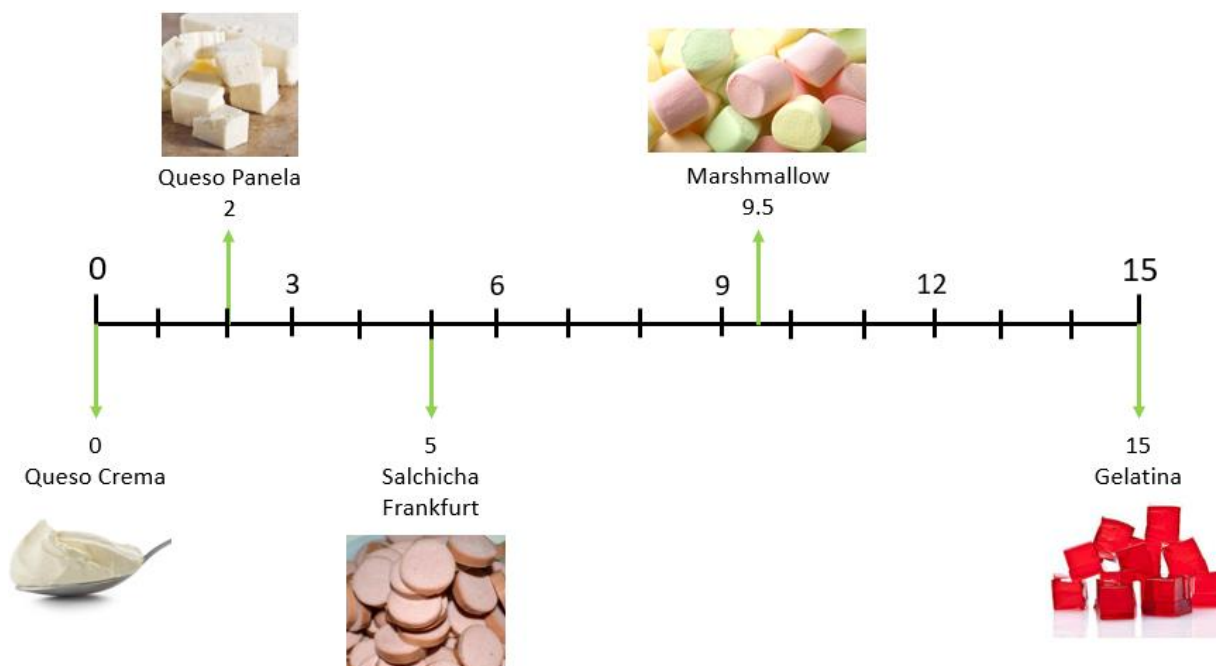 Queso Panela
2
Marshmallow
9.5
0
3
6
9
12
15
0
Queso Crema
5
Salchicha
Frankfurt
15
Gelatina